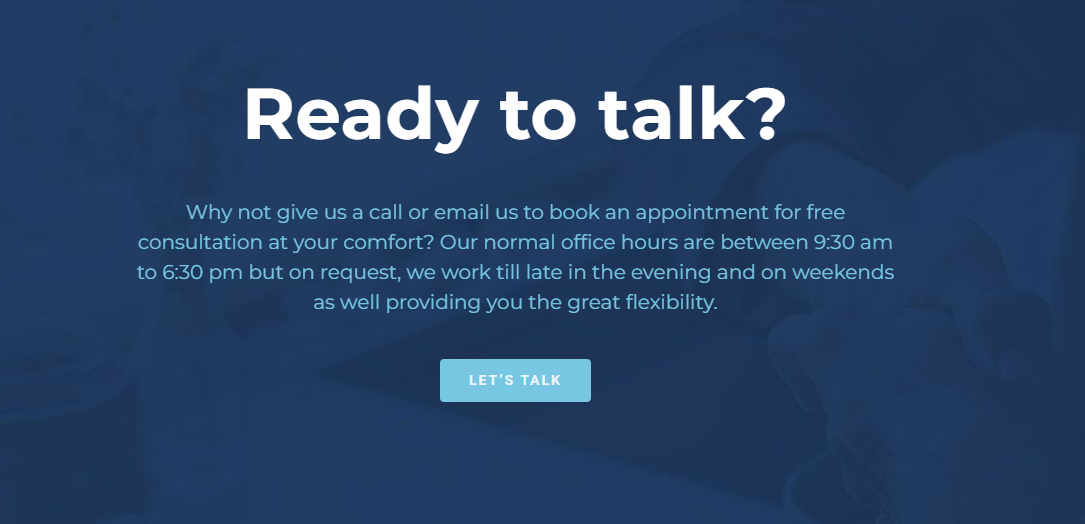 Ready to talk?
Why not give us a call or email us to book an appointment for free
consultation at your comfort? Our normal office hours are between 9:30 am
to 6:30 pm but on request, we work till late in the evening and on weekends
as well providing you the great flexibility.
LET'S TALK